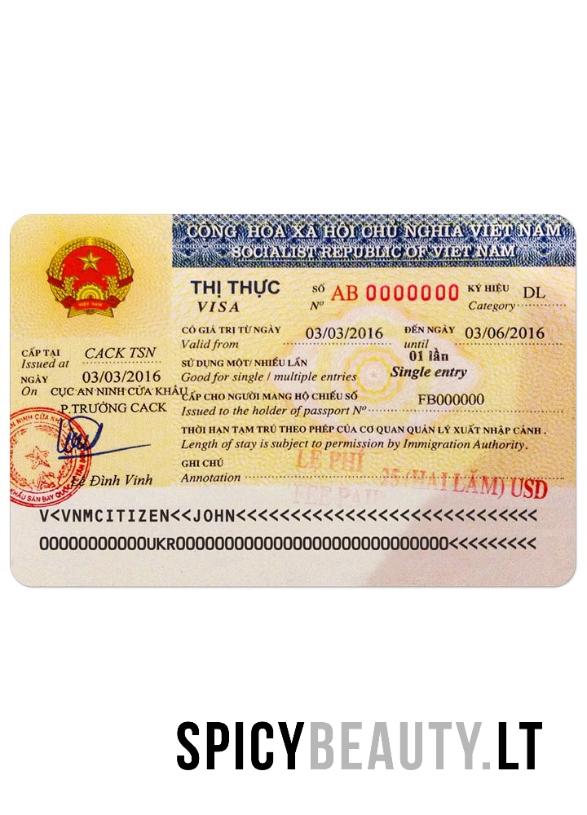 CỘNG HÒA XÃ HỘI CHỦ NGHĨA VIỆT NAM
SOCIALIST REPUBLIC OF VIET NAM
THỊ THỰC
VISA
SỐ
Nº
AB 0000000
KÝ HIỆU
Category
DL
CÓ GIÁ TRỊ TỪ NGÀY
Valid from
03/03/2016
ĐẾN NGÀY
until
03/06/2016
CẤP TẠI
Issued at
CACK TSN
NGÀY
On
03/03/2016
CỤC AN NINH CỬA KHẨU
P.TRƯỞNG CACK
Lê Đình Vinh
SỬ DỤNG MỘT/ NHIỀU LẦN
Good for single / multiple entries
01 lần
Single entry
CẤP CHO NGƯỜI MANG HỘ CHIẾU SỐ
Issued to the holder of passport Nº
FB000000
THỜI HẠN TẠM TRÚ THEO PHÉP CỦA CƠ QUAN QUẢN LÝ XUẤT NHẬP CẢNH .
Length of stay is subject to permission by Immigration Authority.
GHI CHÚ
Annotation
LỆ PHÍ
FEE PAID
25 (HAI LĂM) USD
V<VNMCITIZEN<<JOHN<<<<<<<<<<<<<<<<<<<<<<<<<<
00000000000UKR0000000000000000000000000<<<<<<<<<
SPICYBEAUTY.LT